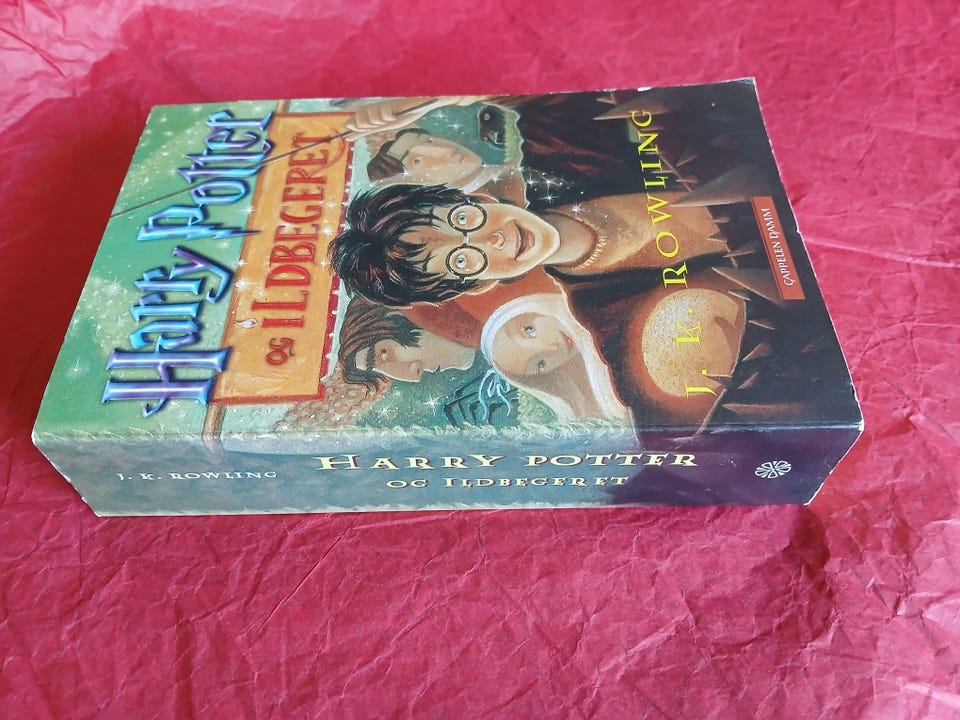 Harry Potter
OG ILDBEGERET
J. K. ROWLING
CAPPELEN DAMM
J. K. ROWLING
HARRY POTTER
OG ILDBEGERET